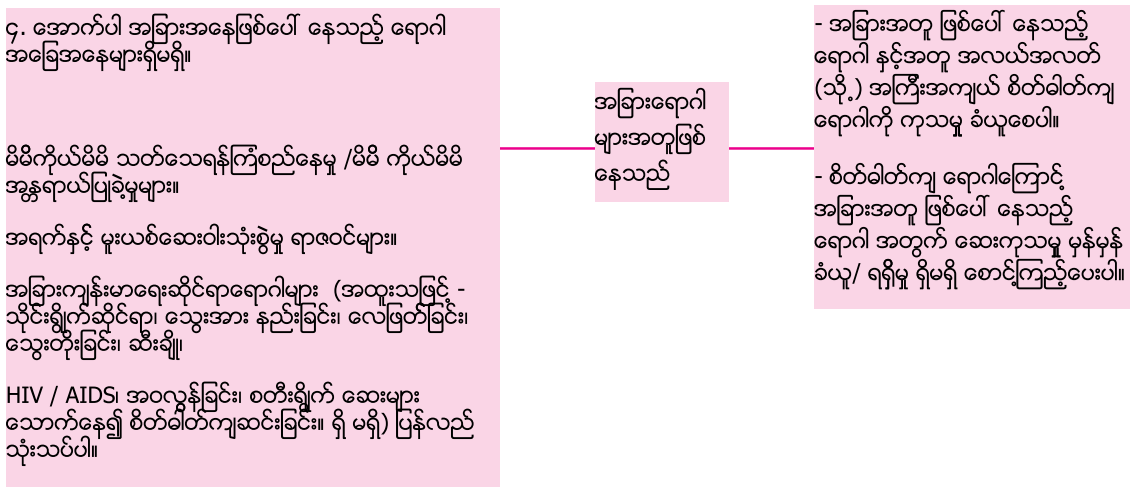 ၄. အောက်ပါ အခြားအနေဖြစ်ပေါ် နေသည့် ရောဂါ
အခြေအနေများရှိမရှိ။
မိမိကိုယ်မိမိ သတ်သေရန်ကြံစည်နေမှု /မိမိ ကိုယ်မိမိ
အန္တရာယ်ပြုခဲ့မှုများ။
အရက်နှင့် မူးယစ်ဆေးဝါးသုံးစွဲမှု ရာဇဝင်များ။
အခြားကျန်းမာရေးဆိုင်ရာရောဂါများ (အထူးသဖြင့် -
သိုင်းရွိုက်ဆိုင်ရာ၊ သွေးအား နည်းခြင်း၊ လေဖြတ်ခြင်း၊
သွေးတိုးခြင်း၊ ဆီးချို၊
HIV / AIDS၊ အဝလွန်ခြင်း၊ စတီးရွိုက် ဆေးများ
သောက်နေ၍ စိတ်ဓါတ်ကျဆင်းခြင်း။ ရှိ မရှိ) ပြန်လည်
သုံးသပ်ပါ။
အခြားရောဂါ
များအတူဖြစ်
နေသည်
- အခြားအတူ ဖြစ်ပေါ် နေသည့်
ရောဂါ နှင့်အတူ အလယ်အလတ်
(သို့) အကြီးအကျယ် စိတ်ဓါတ်ကျ
ရောဂါကို ကုသမှု ခံယူစေပါ။
- စိတ်ဓါတ်ကျ ရောဂါကြောင့်
အခြားအတူ ဖြစ်ပေါ် နေသည့်
ရောဂါ အတွက် ဆေးကုသမှု မှန်မှန်
ခံယူ/ ရရှိမှု ရှိမရှိ စောင့်ကြည့်ပေးပါ။